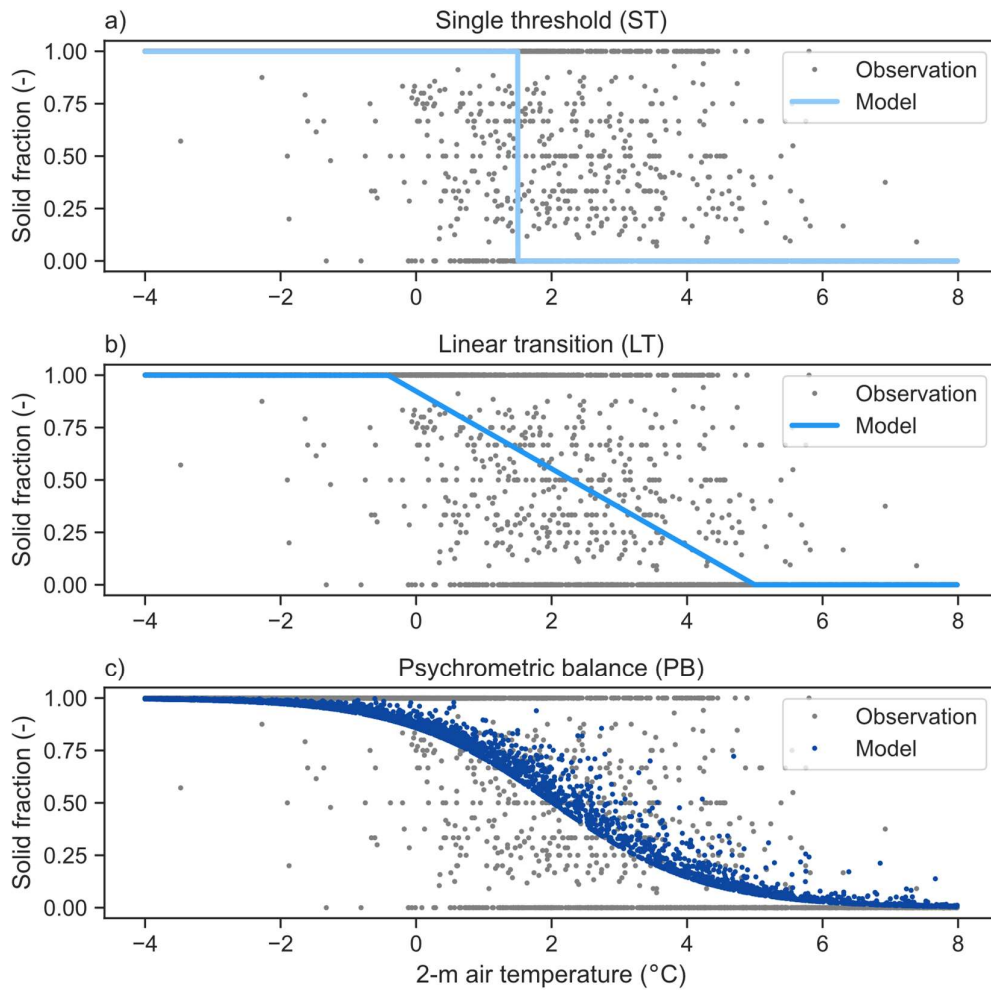 a) Single threshold (ST)
1.00
0.75
0.50
0.25
0.00
Solid fraction (-)
Observation
Model
−4 −2 0 2 4 6 8
b) Linear transition (LT)
1.00
0.75
0.50
0.25
0.00
Solid fraction (-)
Observation
Model
−4 −2 0 2 4 6 8
c) Psychrometric balance (PB)
1.00
0.75
0.50
0.25
0.00
Solid fraction (-)
Observation
Model
−4 −2 0 2 4 6 8
2-m air temperature (°C)